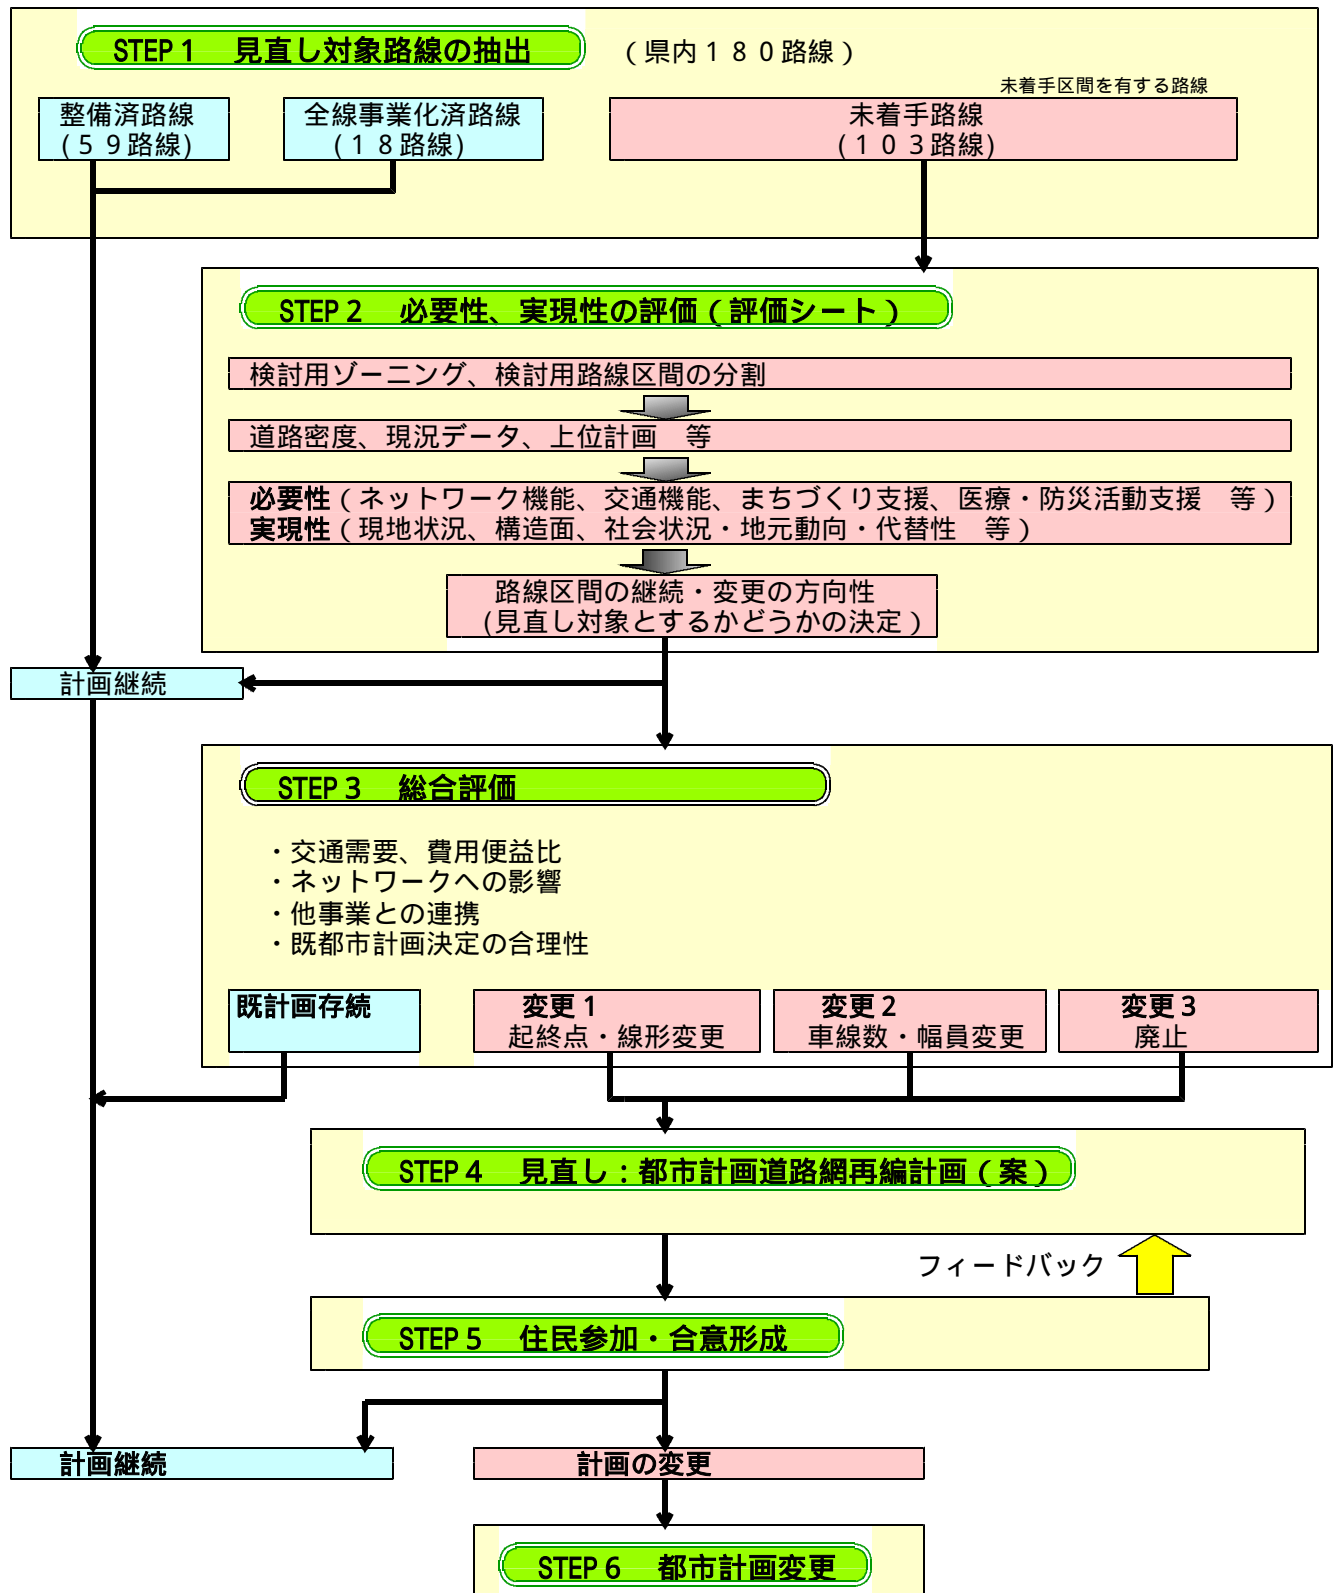 STEP 1　見直し対象路線の抽出
（県内１８０路線）
未着手区間を有する路線
整備済路線
(５９路線)
全線事業化済路線
(１８路線)
未着手路線
(１０３路線)
STEP 2　必要性、実現性の評価（評価シート）
検討用ゾーニング、検討用路線区間の分割
道路密度、現況データ、上位計画　等
必要性（ネットワーク機能、交通機能、まちづくり支援、医療・防災活動支援　等）
実現性（現地状況、構造面、社会状況・地元動向・代替性　等）
路線区間の継続・変更の方向性
(見直し対象とするかどうかの決定）
計画継続
STEP 3　総合評価
・交通需要、費用便益比
・ネットワークへの影響
・他事業との連携
・既都市計画決定の合理性
既計画存続
変更１
起終点・線形変更
変更２
車線数・幅員変更
変更３
廃止
STEP 4　見直し：都市計画道路網再編計画（案）
フィードバック
STEP 5　住民参加・合意形成
計画継続
計画の変更
STEP 6　都市計画変更